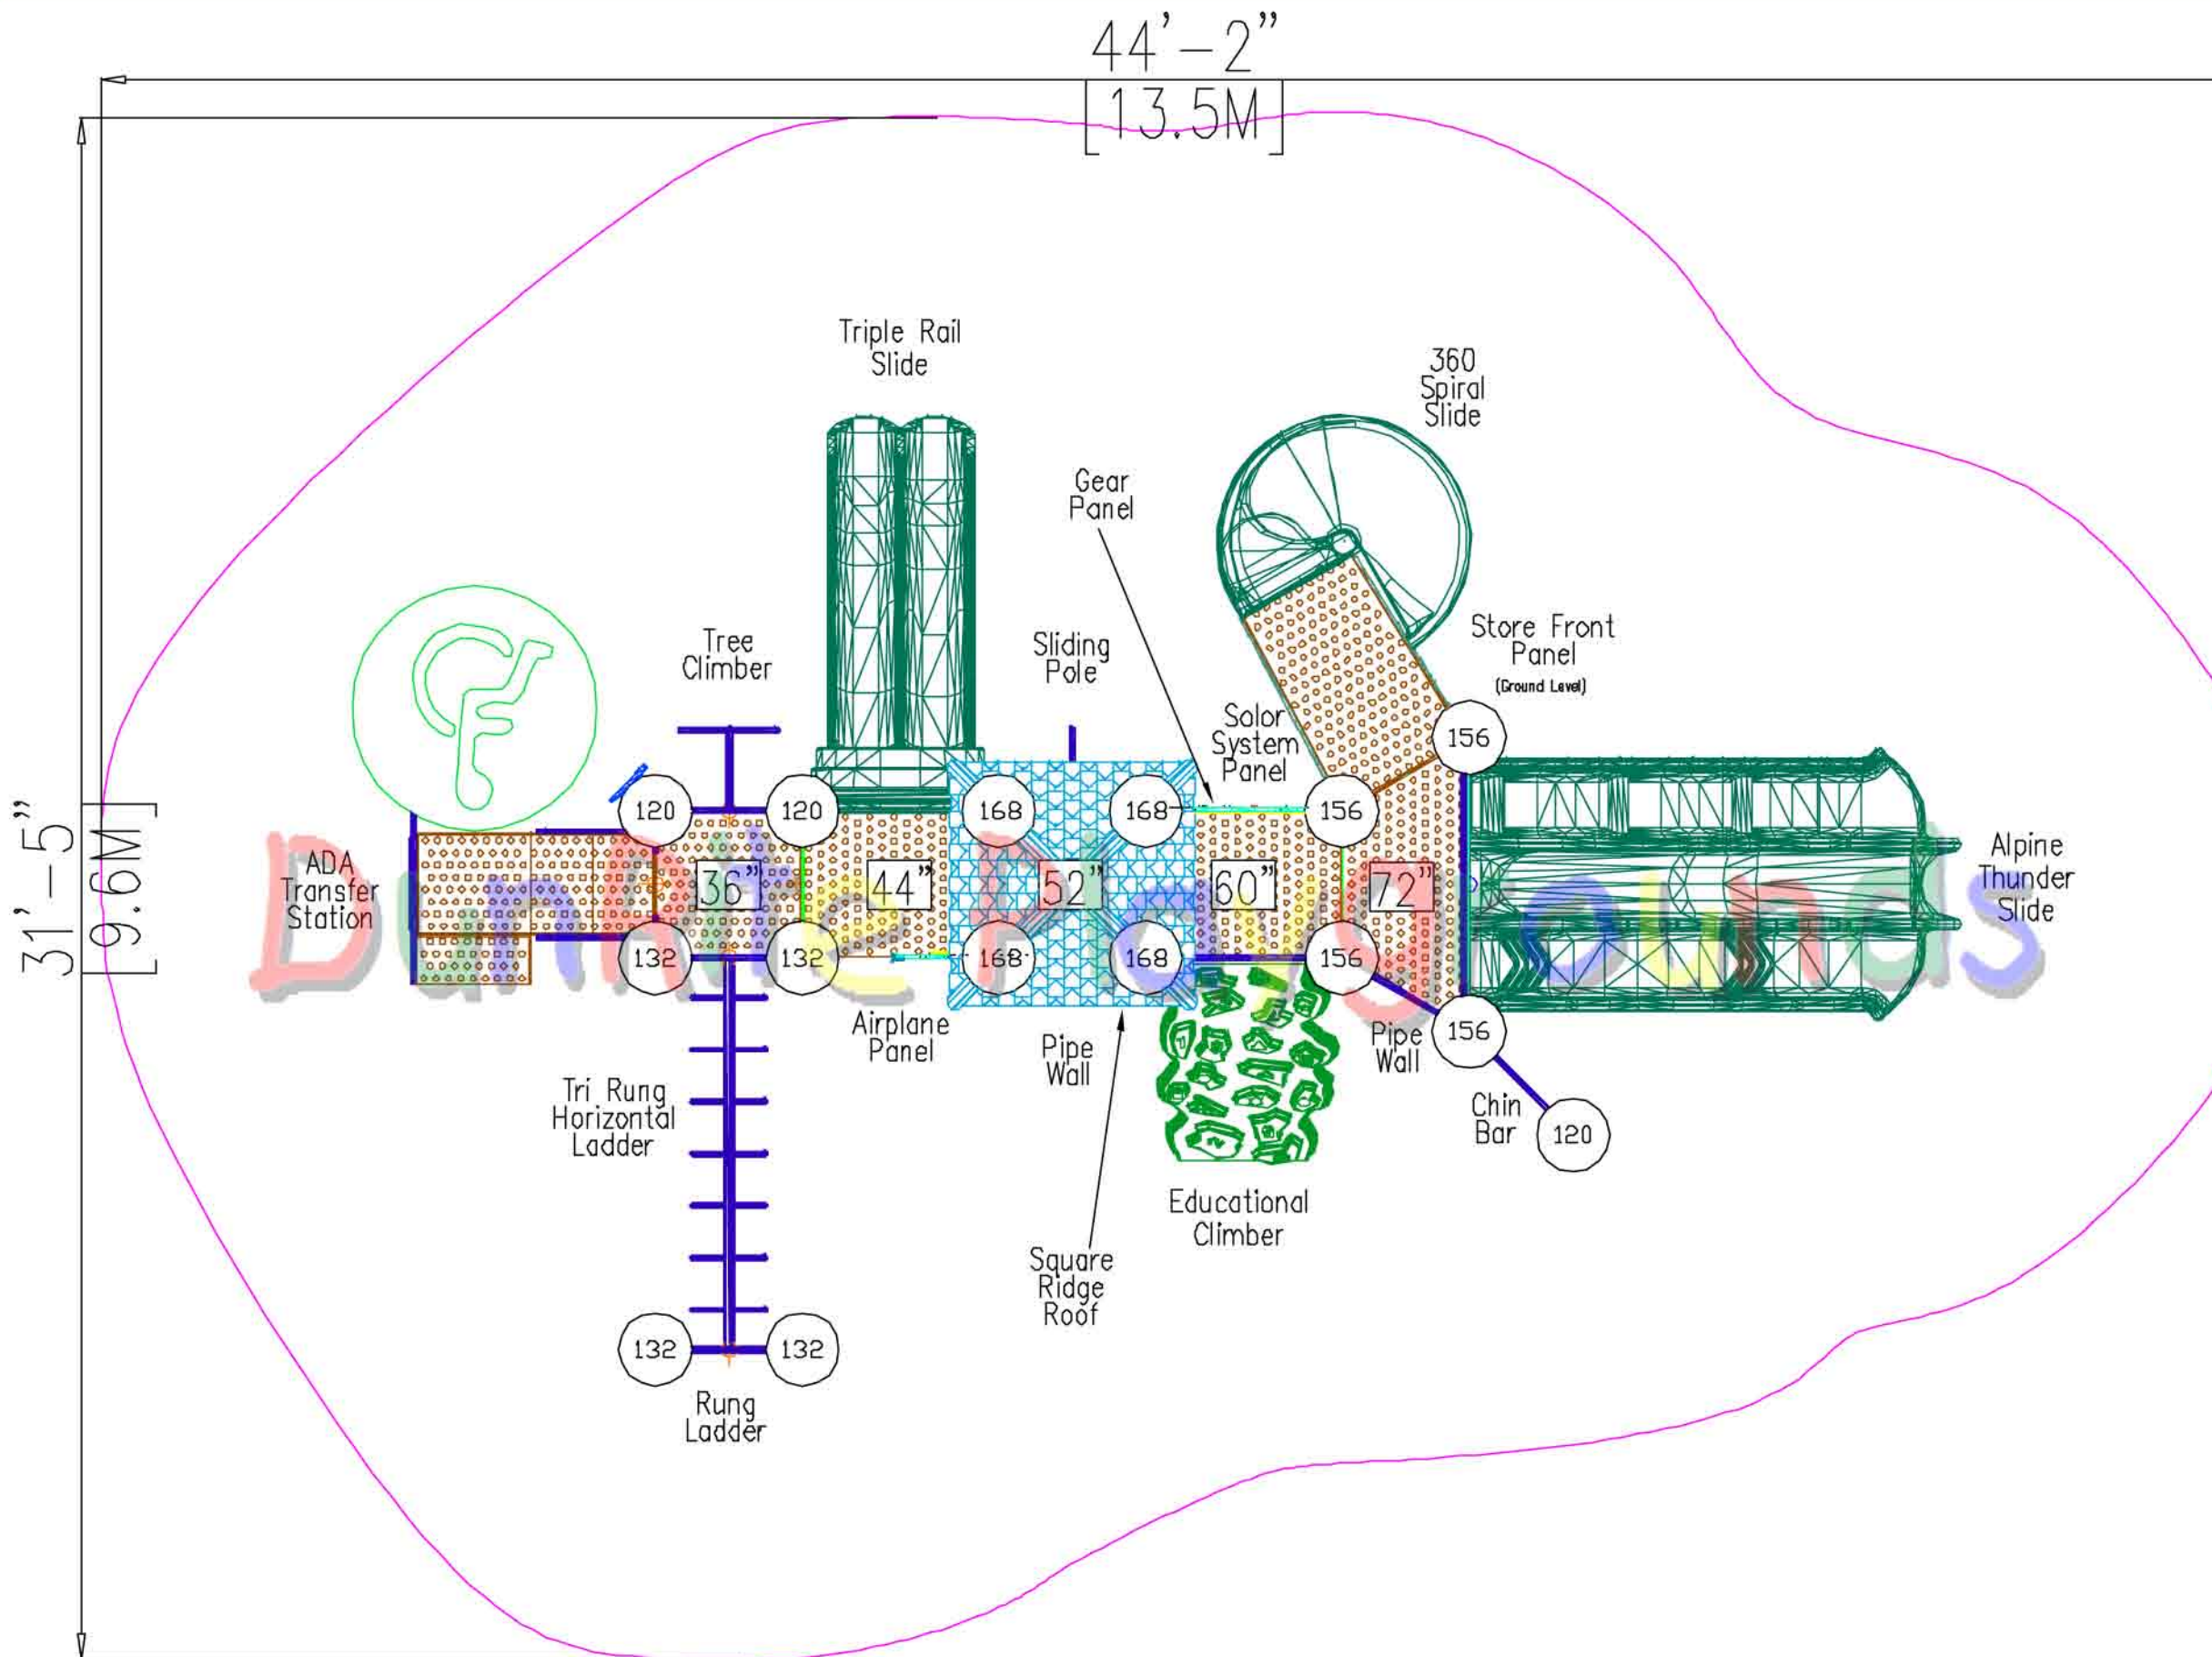 44'-2"
[13.5M]
31'-5"
[9.6M]
Triple Rail
Slide
360
Spiral
Slide
Gear
Panel
Tree
Climber
Sliding
Pole
Store Front
Panel
(Ground Level)
Solor
System
Panel
156
120
120
168
168
156
ADA
Transfer
Station
36"
44"
52"
60"
72"
Alpine
Thunder
Slide
132
132
168
168
156
Airplane
Panel
Pipe
Wall
Pipe
Wall
156
Tri Rung
Horizontal
Ladder
Chin
Bar
120
Educational
Climber
Square
Ridge
Roof
132
132
Rung
Ladder